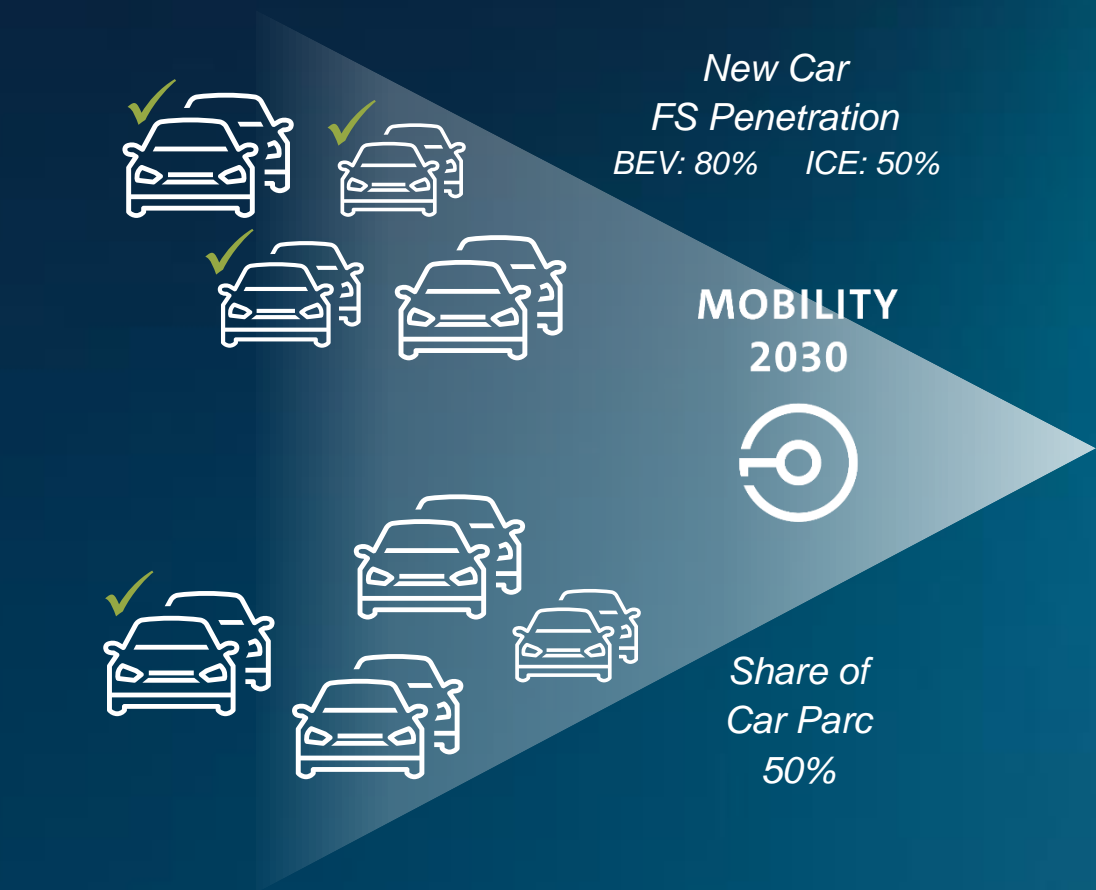 New Car
FS Penetration
BEV: 80% ICE: 50%
MOBILITY
2030
Share of
Car Parc
50%